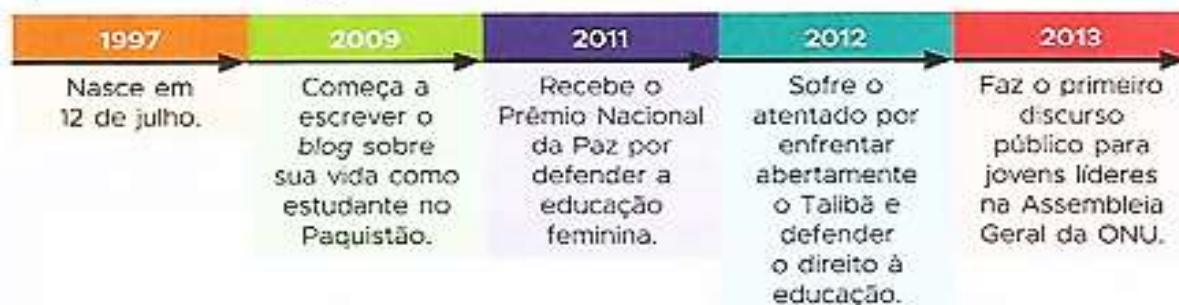 1997
Nasce em
12 de julho.
2009
Começa a
escrever o
blog sobre
sua vida como
estudante no
Paquistão.
2011
Recebe o
Prêmio Nacional
da Paz por
defender a
educação
feminina.
2012
Sofre o
atentado por
enfrentar
abertamente
o Talibã e
defender
o direito à
educação.
2013
Faz o primeiro
discurso
público para
jovens líderes
na Assembleia
Geral da ONU.